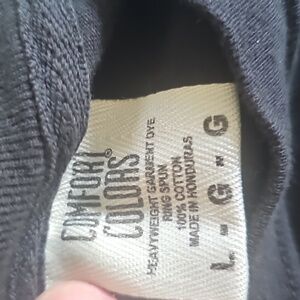 COMFORT
COLORS®
HEAVYWEIGHT GARMENT DYE
RING SPUN
100% COTTON
MADE IN HONDURAS
L - G - G